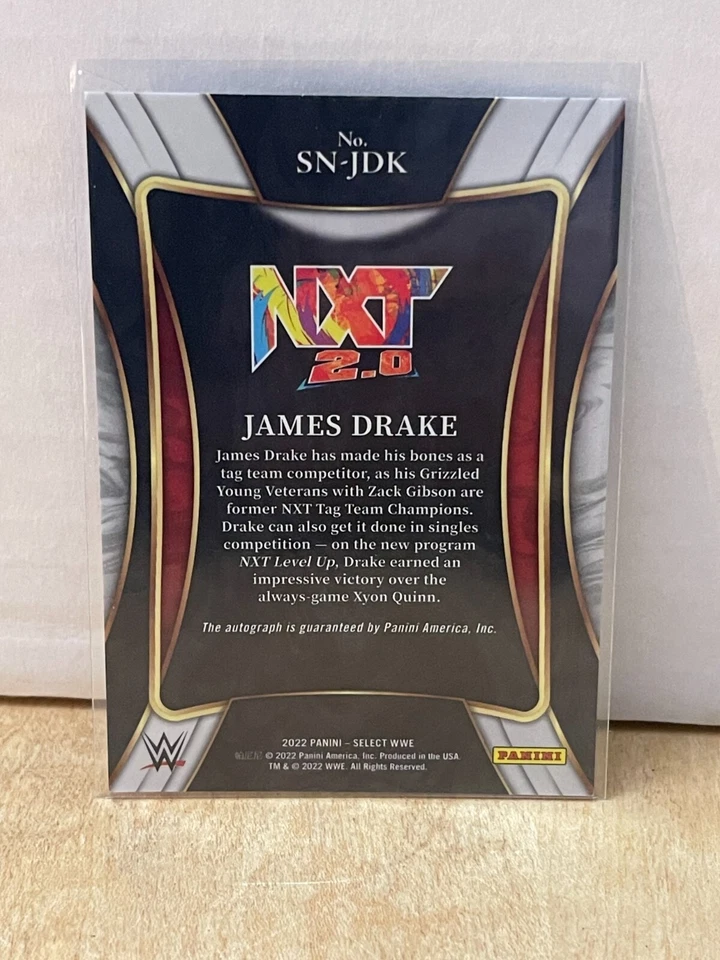 No.
SN-JDK
NXT
2.0
JAMES DRAKE
James Drake has made his bones as a
tag team competitor, as his Grizzled
Young Veterans with Zack Gibson are
former NXT Tag Team Champions.
Drake can also get it done in singles
competition — on the new program
NXT Level Up, Drake earned an
impressive victory over the
always-game Xyon Quinn.
The autograph is guaranteed by Panini America, Inc.
2022 PANINI – SELECT WWE
© 2022 Panini America, Inc. Produced in the USA.
TM & © 2022 WWE. All Rights Reserved.
PANINI